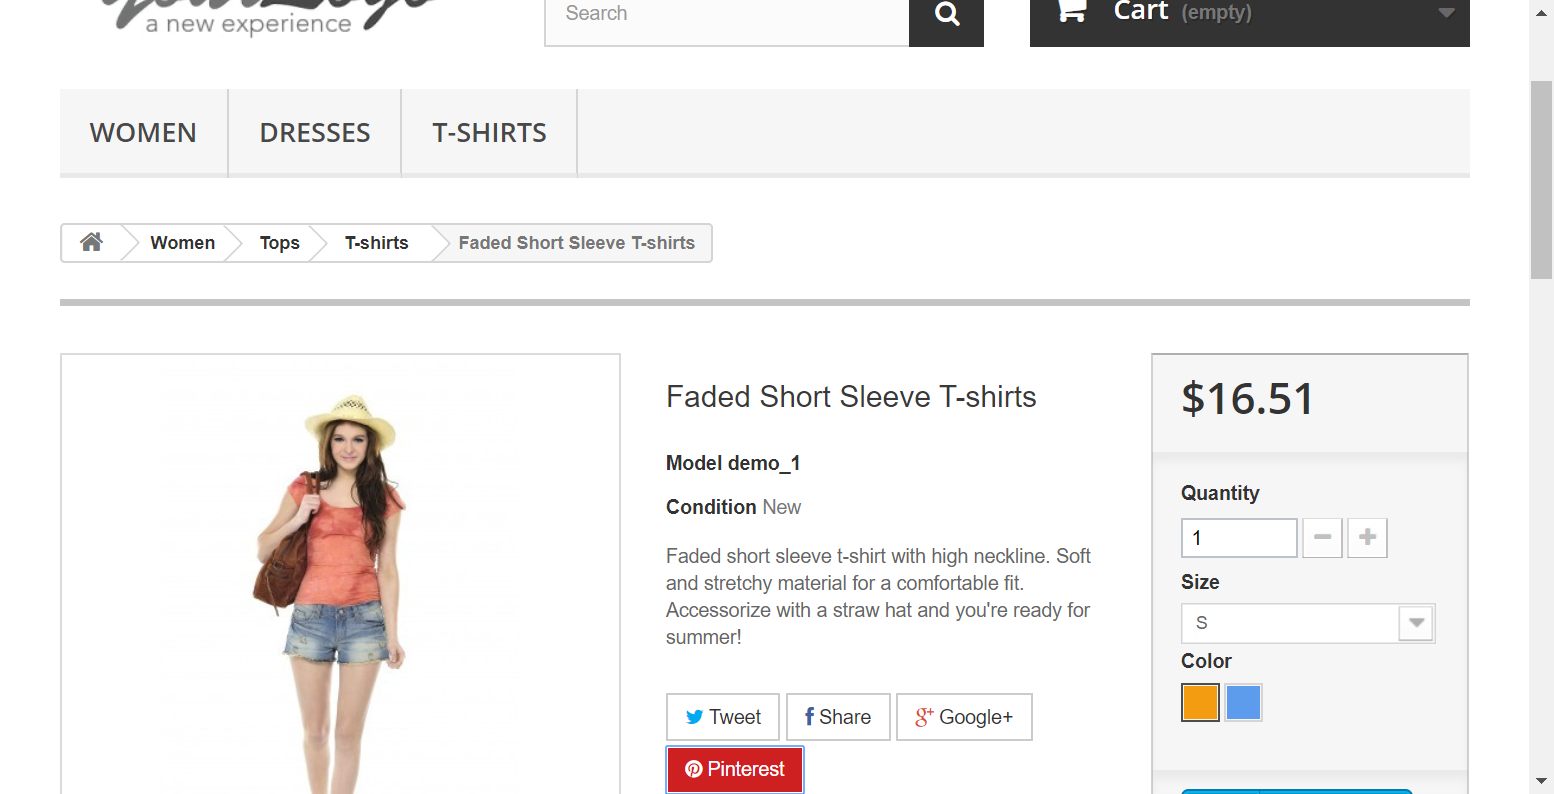 a new experience
Search
Cart (empty)
WOMEN
DRESSES
T-SHIRTS
Women
Tops
T-shirts
Faded Short Sleeve T-shirts
Faded Short Sleeve T-shirts
Model demo_1
Condition New
Faded short sleeve t-shirt with high neckline. Soft
and stretchy material for a comfortable fit.
Accessorize with a straw hat and you're ready for
summer!
Tweet
Share
Google+
Pinterest
$16.51
Quantity
1
Size
S
Color